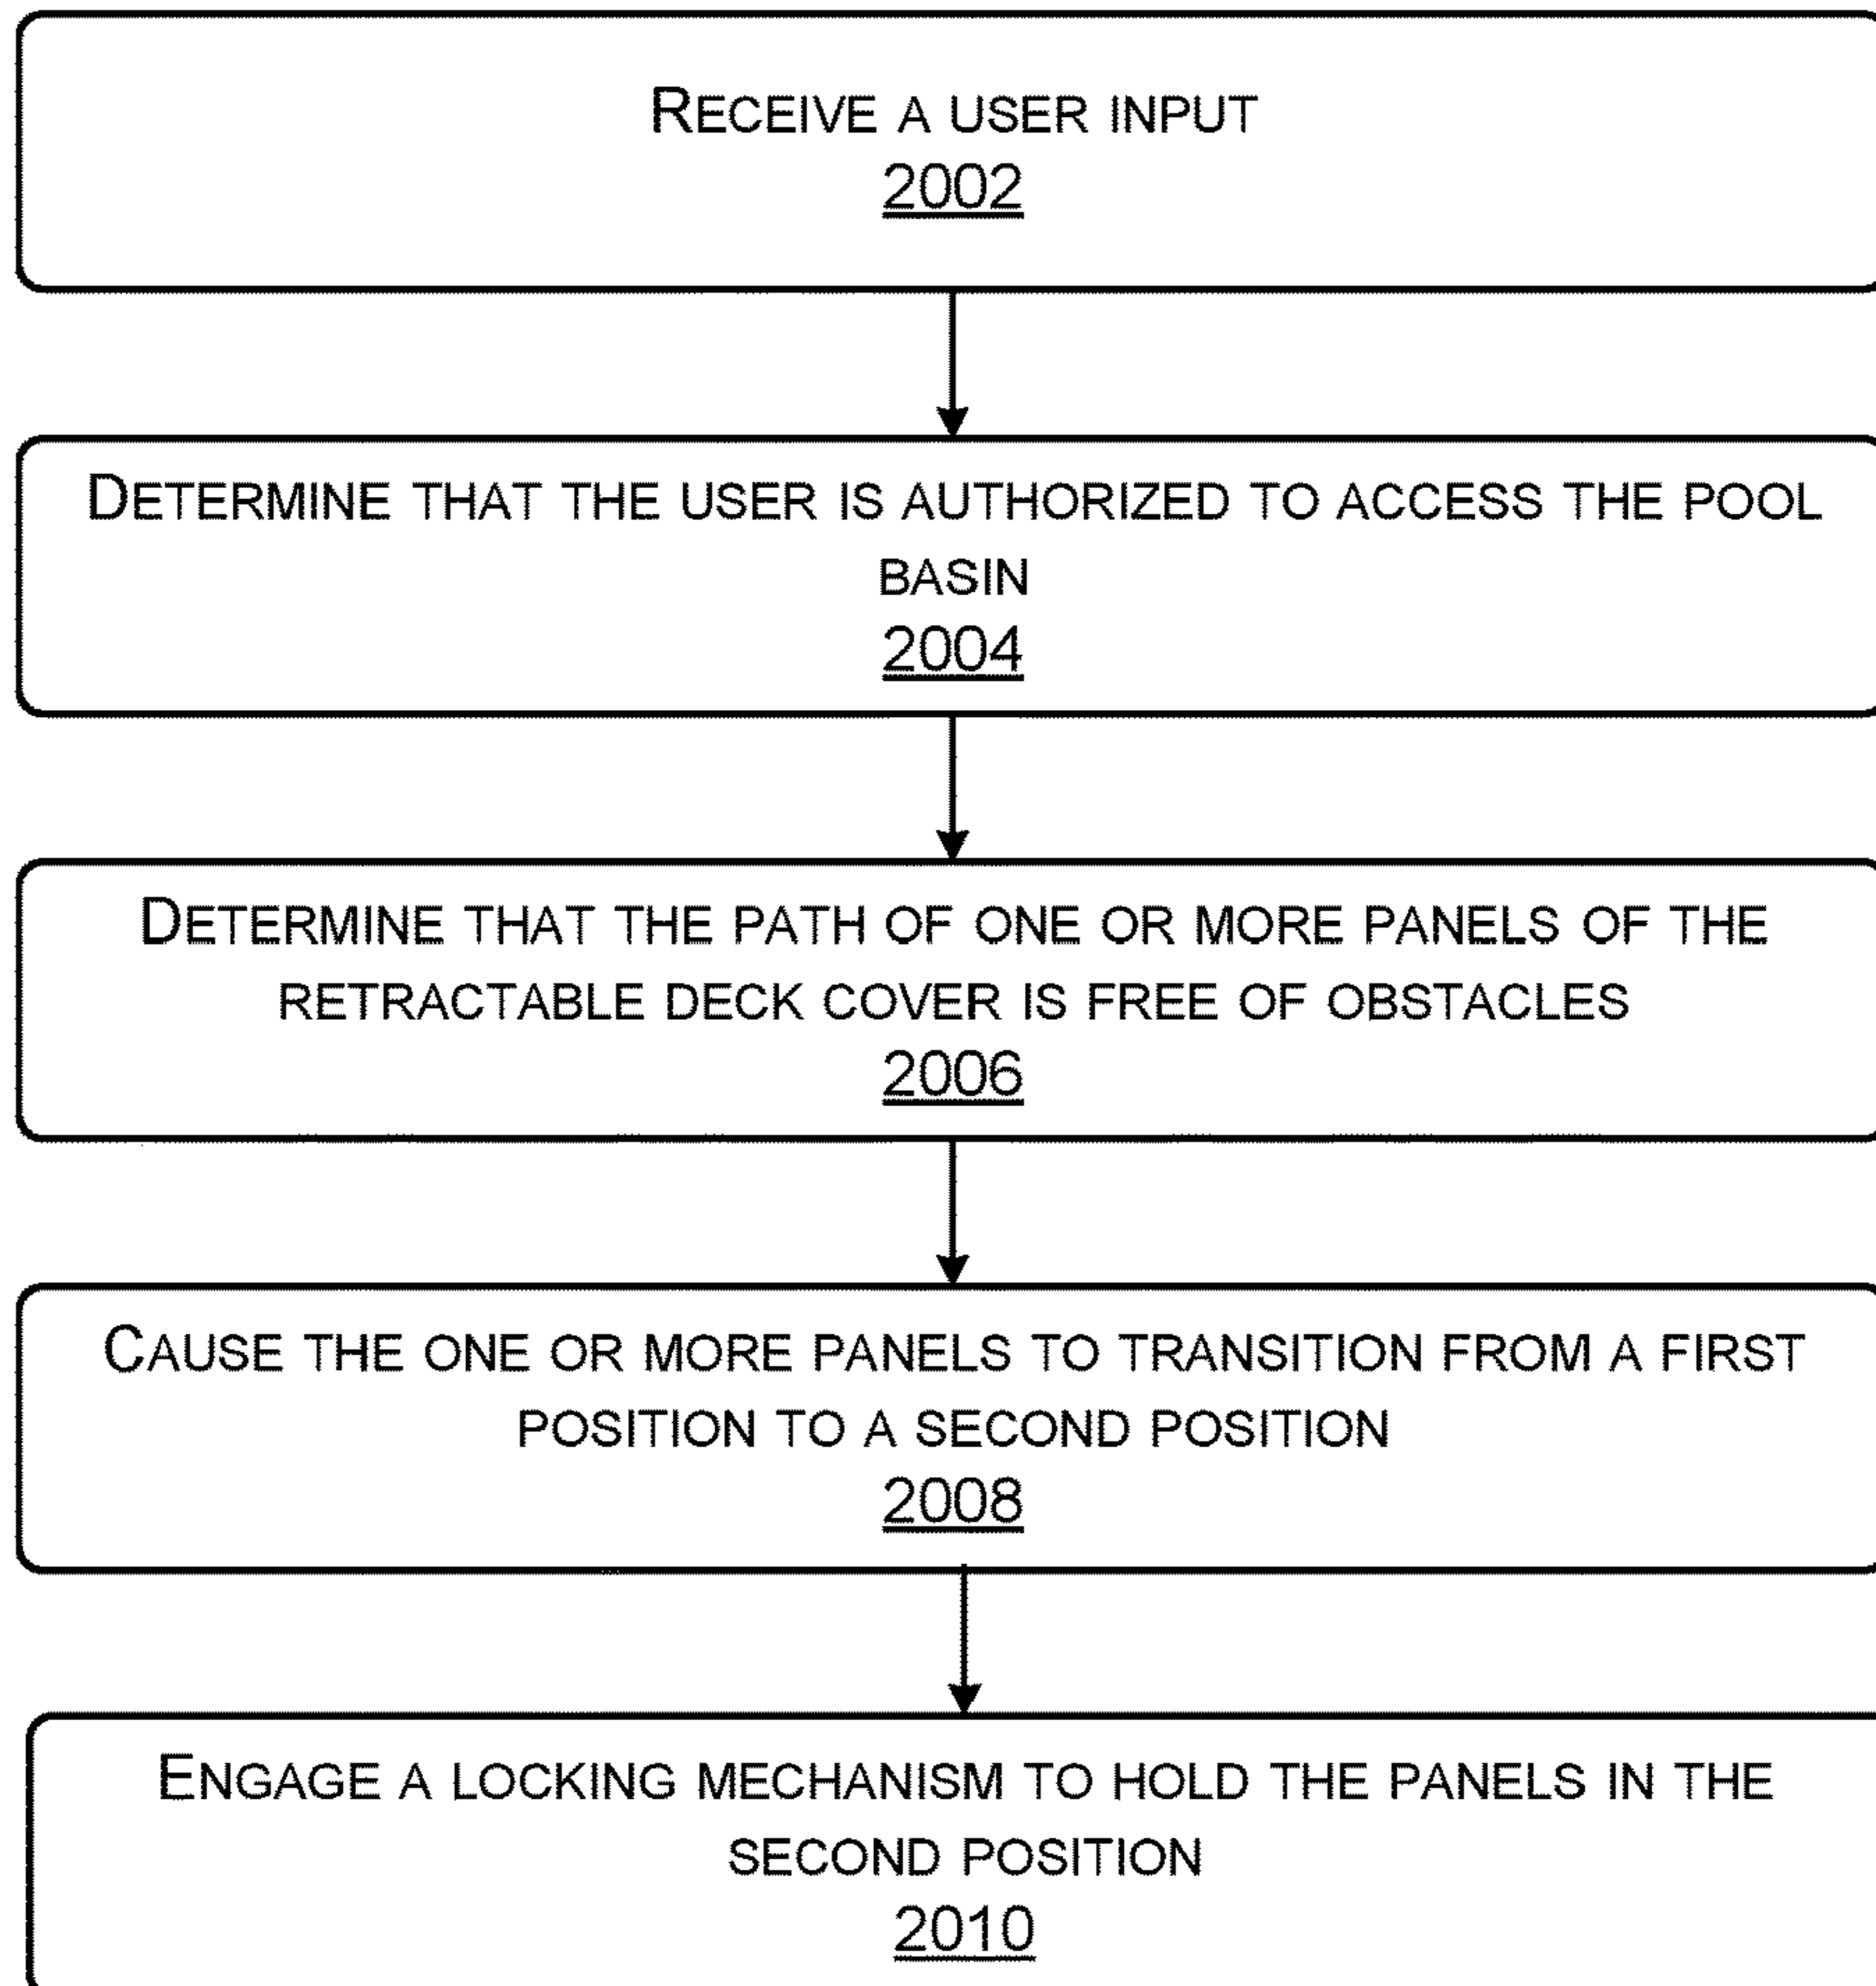 RECEIVE A USER INPUT
2002
DETERMINE THAT THE USER IS AUTHORIZED TO ACCESS THE POOL
BASIN
2004
DETERMINE THAT THE PATH OF ONE OR MORE PANELS OF THE
RETRACTABLE DECK COVER IS FREE OF OBSTACLES
2006
CAUSE THE ONE OR MORE PANELS TO TRANSITION FROM A FIRST
POSITION TO A SECOND POSITION
2008
ENGAGE A LOCKING MECHANISM TO HOLD THE PANELS IN THE
SECOND POSITION
2010